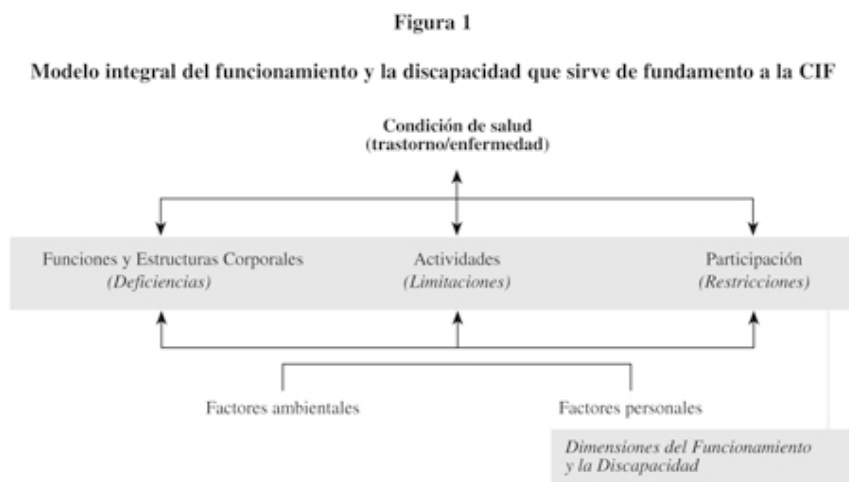 Figura 1
Modelo integral del funcionamiento y la discapacidad que sirve de fundamento a la CIF
Condición de salud
(trastorno/enfermedad)
Funciones y Estructuras Corporales
(Deficiencias)
Actividades
(Limitaciones)
Participación
(Restricciones)
Factores ambientales
Factores personales
Dimensiones del Funcionamiento
y la Discapacidad